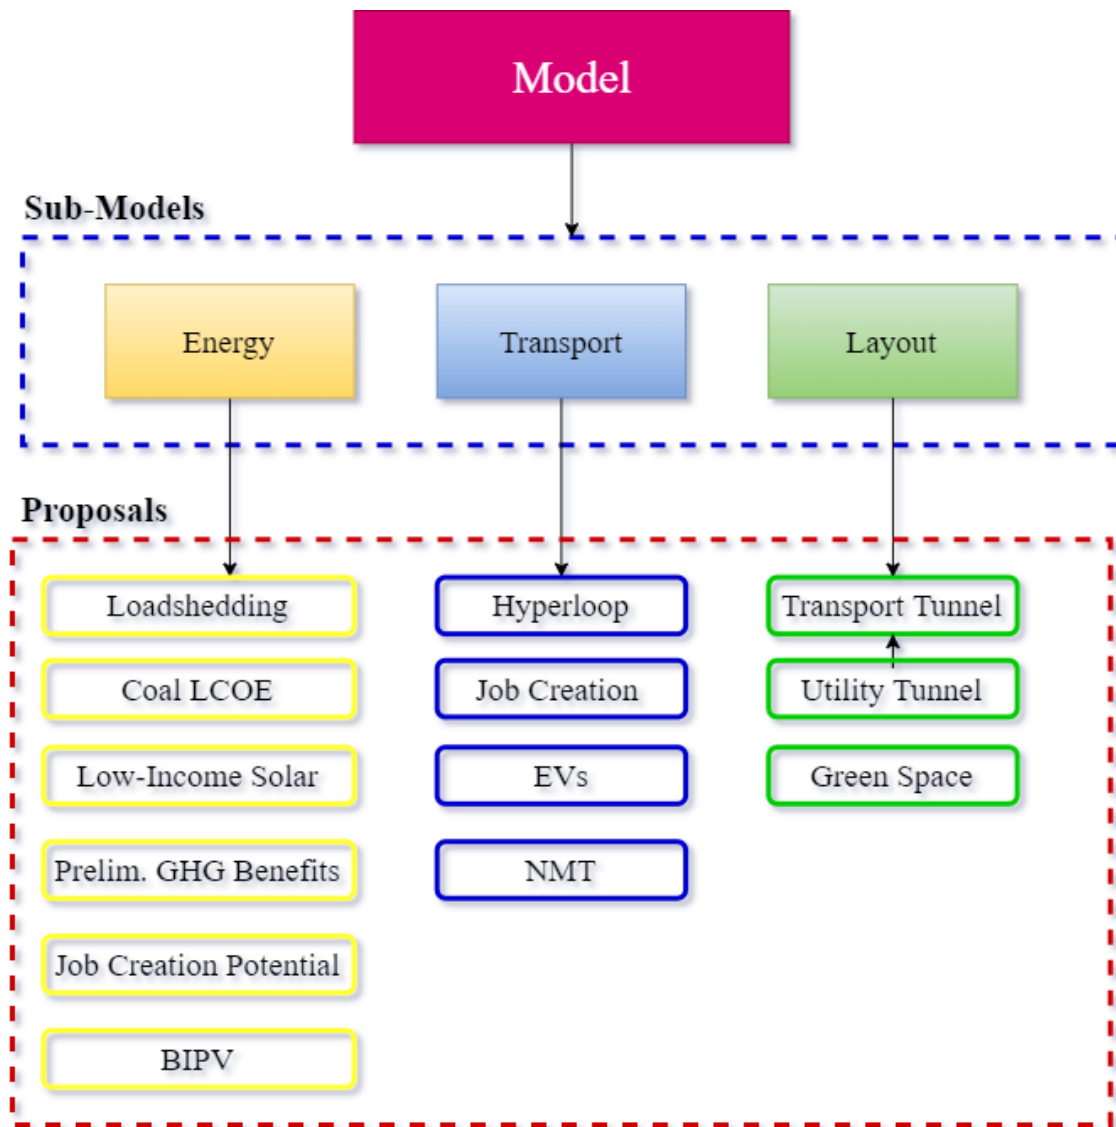 Model
Sub-Models
Energy
Transport
Layout
Proposals
Loadshedding
Hyperloop
Transport Tunnel
Coal LCOE
Job Creation
Utility Tunnel
Low-Income Solar
EVs
Green Space
Prelim. GHG Benefits
NMT
Job Creation Potential
BIPV